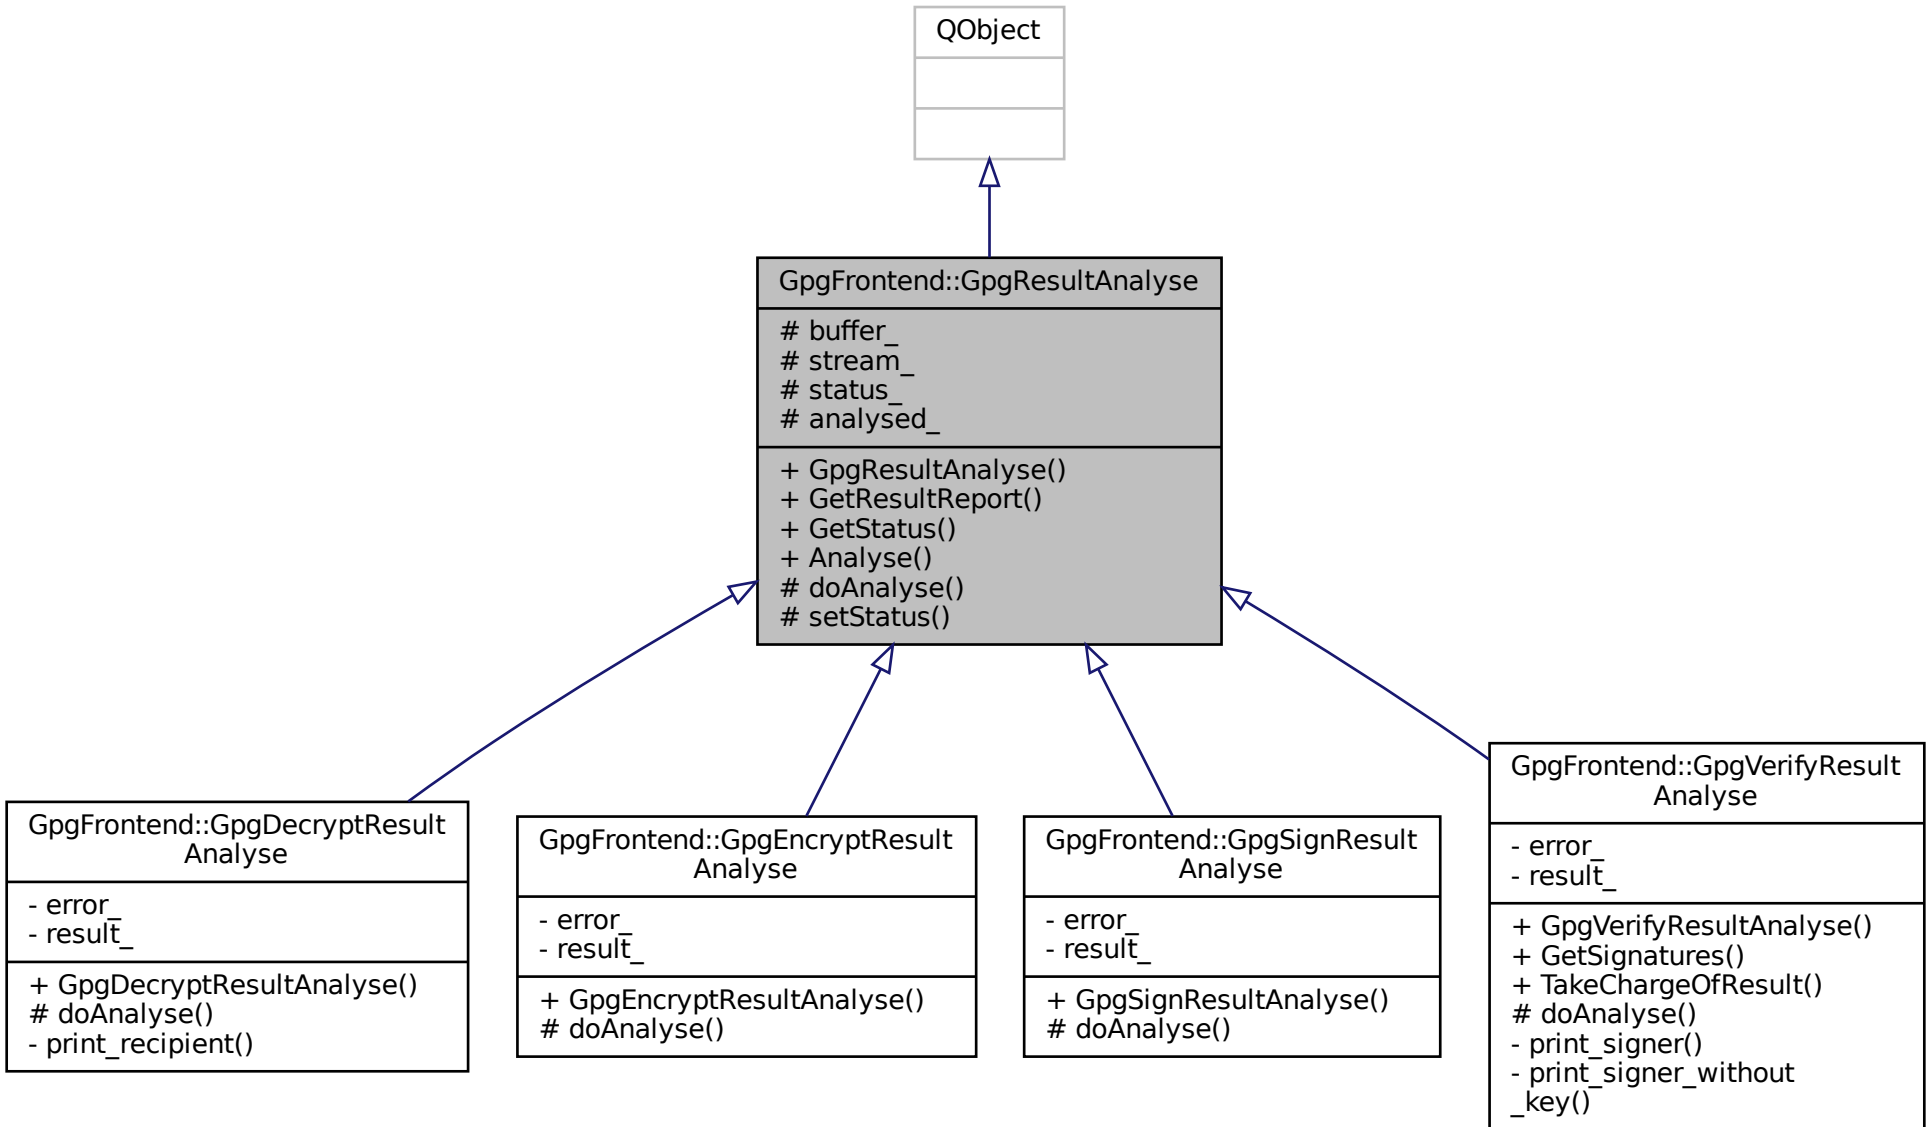 QObject
GpgFrontend::GpgResultAnalyse
# buffer_
# stream_
# status_
# analysed_
+ GpgResultAnalyse()
+ GetResultReport()
+ GetStatus()
+ Analyse()
# doAnalyse()
# setStatus()
GpgFrontend::GpgDecryptResult
Analyse
- error_
- result_
+ GpgDecryptResultAnalyse()
# doAnalyse()
- print_recipient()
GpgFrontend::GpgEncryptResult
Analyse
- error_
- result_
+ GpgEncryptResultAnalyse()
# doAnalyse()
GpgFrontend::GpgSignResult
Analyse
- error_
- result_
+ GpgSignResultAnalyse()
# doAnalyse()
GpgFrontend::GpgVerifyResult
Analyse
- error_
- result_
+ GpgVerifyResultAnalyse()
+ GetSignatures()
+ TakeChargeOfResult()
# doAnalyse()
- print_signer()
- print_signer_without
_key()